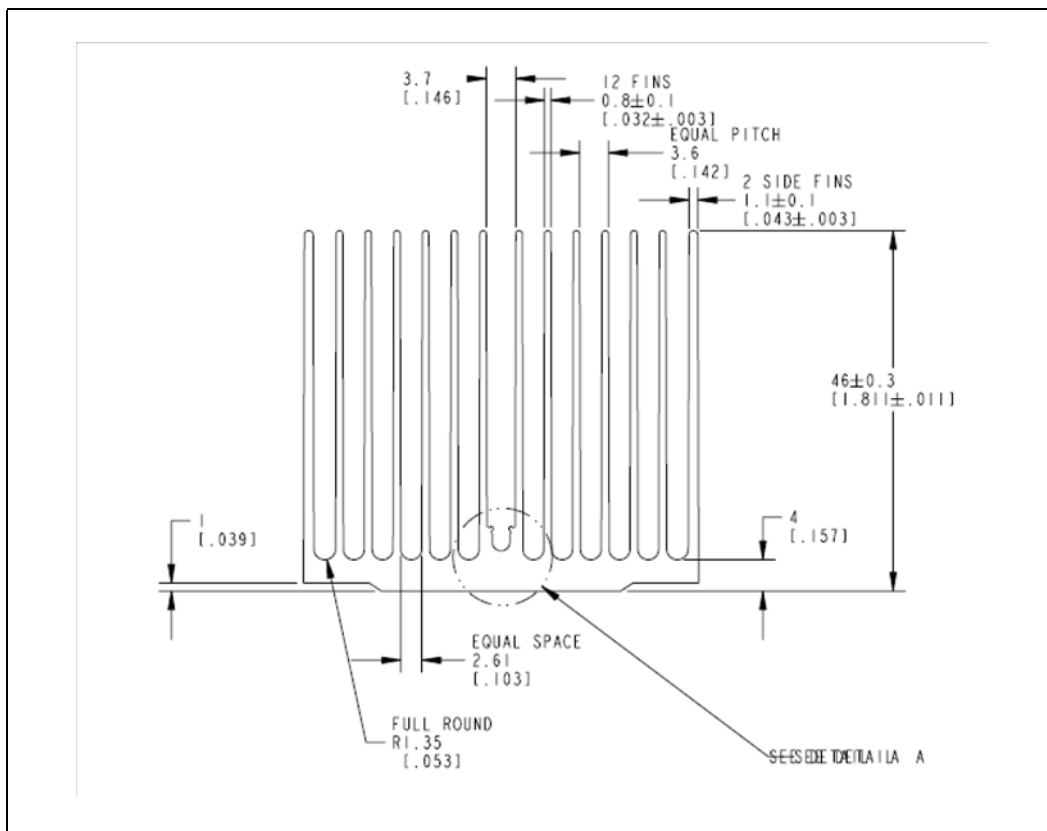 3.7
[.146]
12 FINS
0.8±0.1
[.032±.003]
EQUAL PITCH
3.6
[.142]
2 SIDE FINS
1.1±0.1
[.043±.003]
46±0.3
[1.811±.011]
1
[.039]
4
[.157]
EQUAL SPACE
2.61
[.103]
FULL ROUND
R1.35
[.053]
A